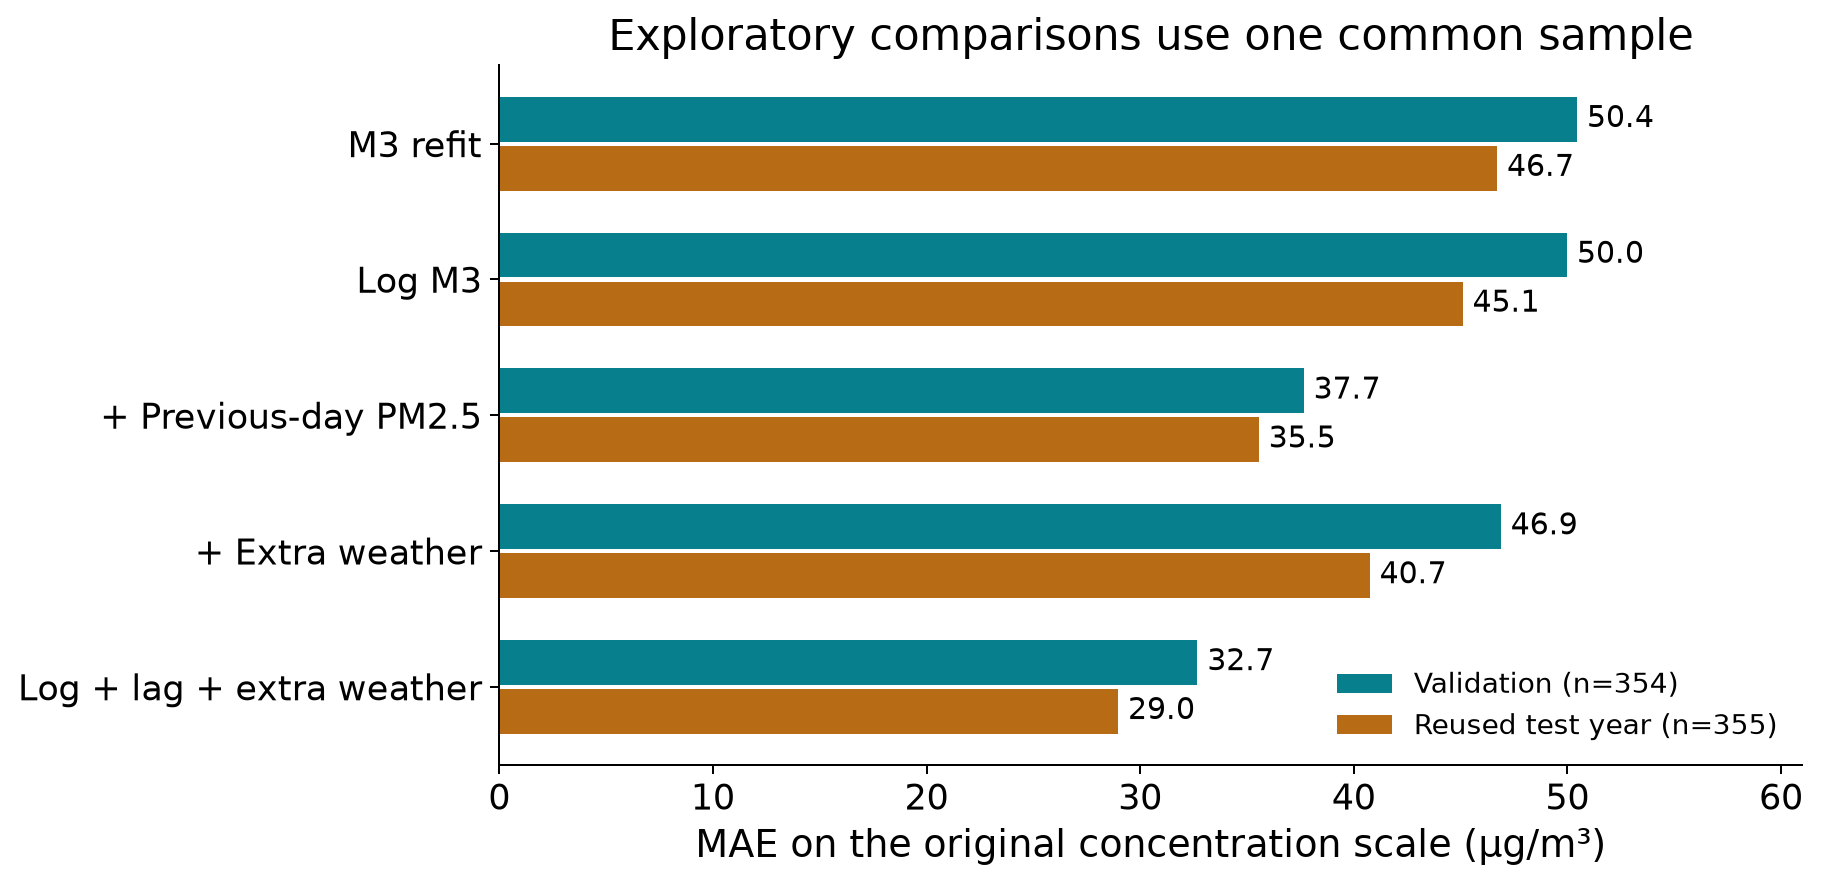 Exploratory comparisons use one common sample
M3 refit
50.4
46.7
Log M3
50.0
45.1
+ Previous-day PM2.5
37.7
35.5
+ Extra weather
46.9
40.7
Log + lag + extra weather
32.7
29.0
Validation (n=354)
Reused test year (n=355)
0 10 20 30 40 50 60
MAE on the original concentration scale (µg/m³)